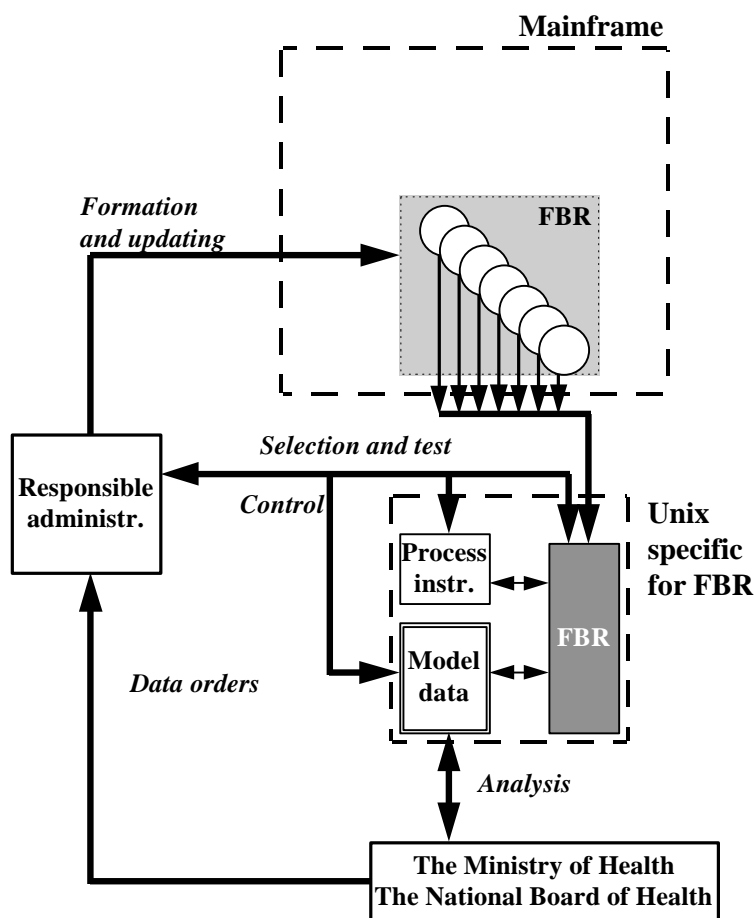 Mainframe
Formation
and updating
FBR
Selection and test
Responsible
administr.
Control
Process
instr.
Unix
specific
for FBR
FBR
Model
data
Data orders
Analysis
The Ministry of Health
The National Board of Health